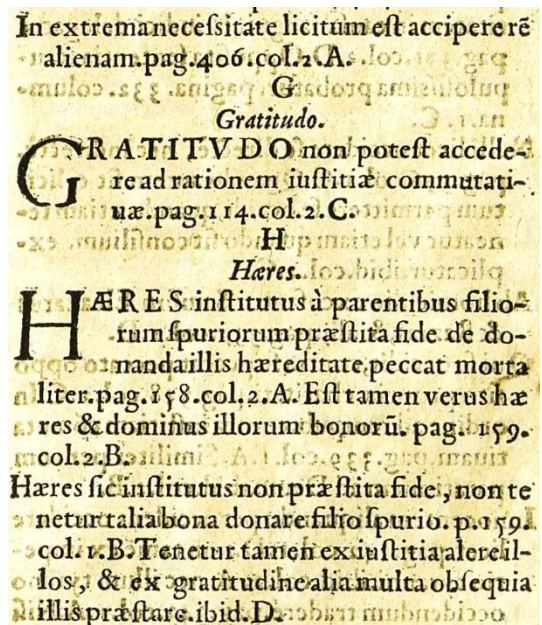 In extrema neceſsitate licitum eſt accipere rē
alienam.pag.406.col.2.A.
G
Gratitudo.
GRATITVDO non poteſt accede-
re ad rationem iuſtitiæ commutati-
uæ.pag.114.col.2.C.
H
Hæres.
HÆRES inſtitutus à parentibus filio-
rum ſpuriorum præſtita fide de do-
nanda illis hæreditate peccat morta
liter.pag.158.col.2.A. Eſt tamen verus hæ
res & dominus illorum bonorū. pag. 159.
col.2.B.
Hæres ſic inſtitutus non præſtita fide, non te
netur talia bona donare filio ſpurio. p.159.
col.1.B. Tenetur tamen ex iuſtitia alere il-
los, & ex gratitudine alia multa obſequia
illis præſtare.ibid.D.